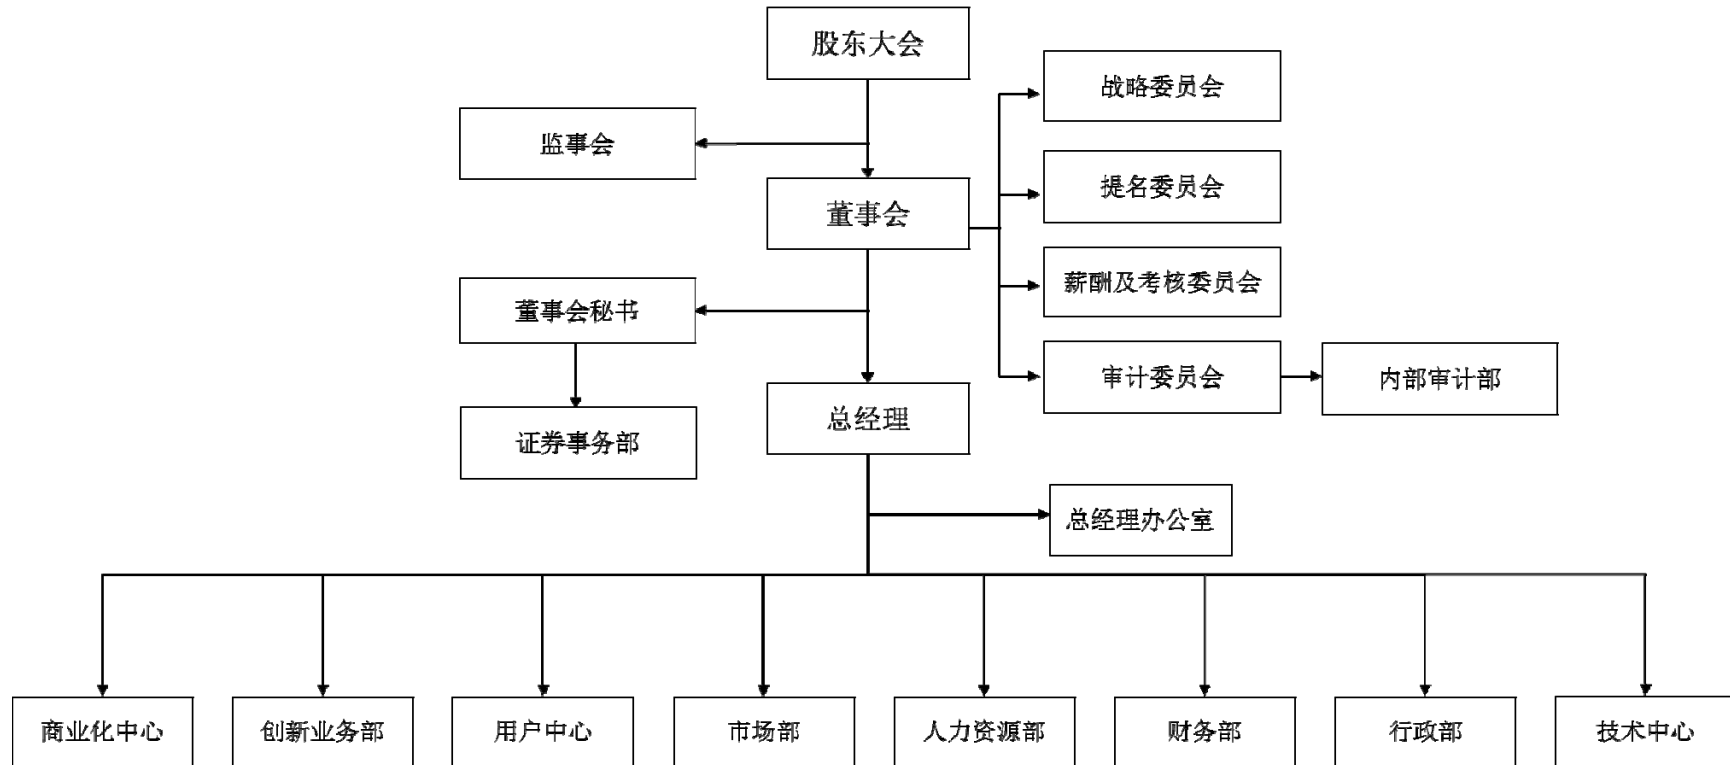 股东大会
战略委员会
监事会
提名委员会
董事会
薪酬及考核委员会
董事会秘书
审计委员会
内部审计部
总经理
证券事务部
总经理办公室
商业化中心
创新业务部
用户中心
市场部
人力资源部
财务部
行政部
技术中心